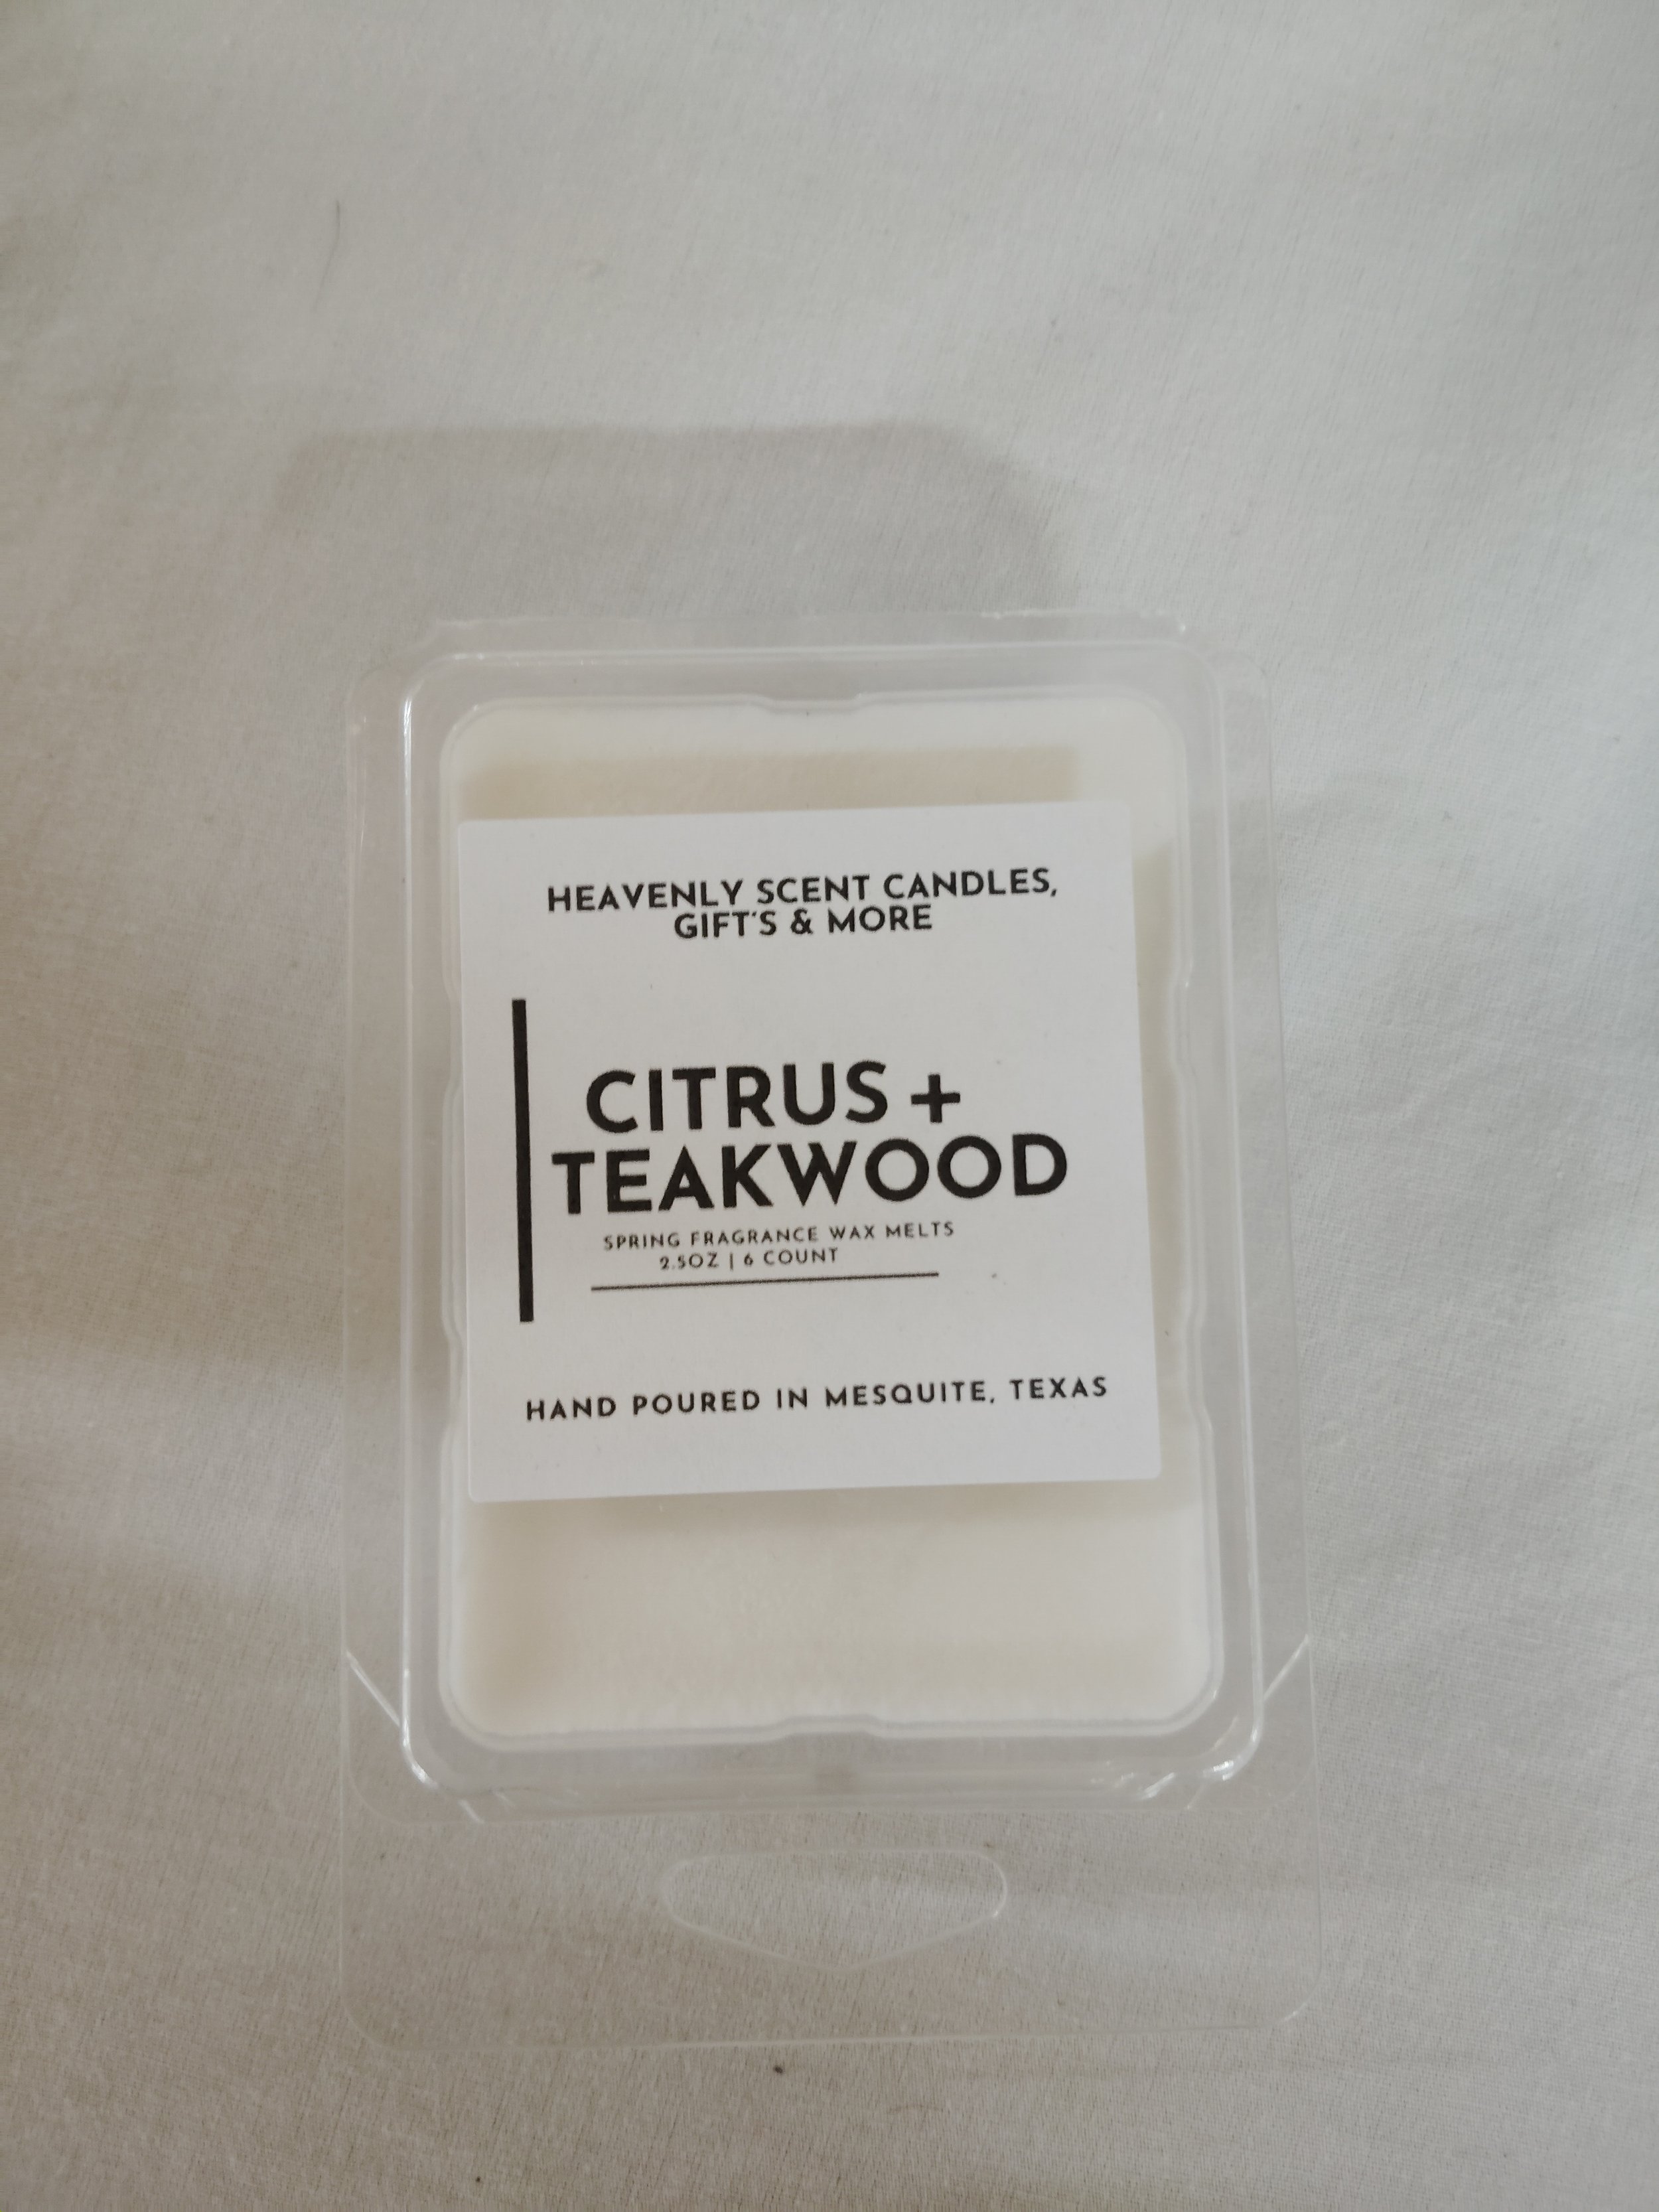 HEAVENLY SCENT CANDLES,
GIFT'S & MORE
CITRUS +
TEAKWOOD
SPRING FRAGRANCE WAX MELTS
2.5OZ | 6 COUNT
HAND POURED IN MESQUITE, TEXAS